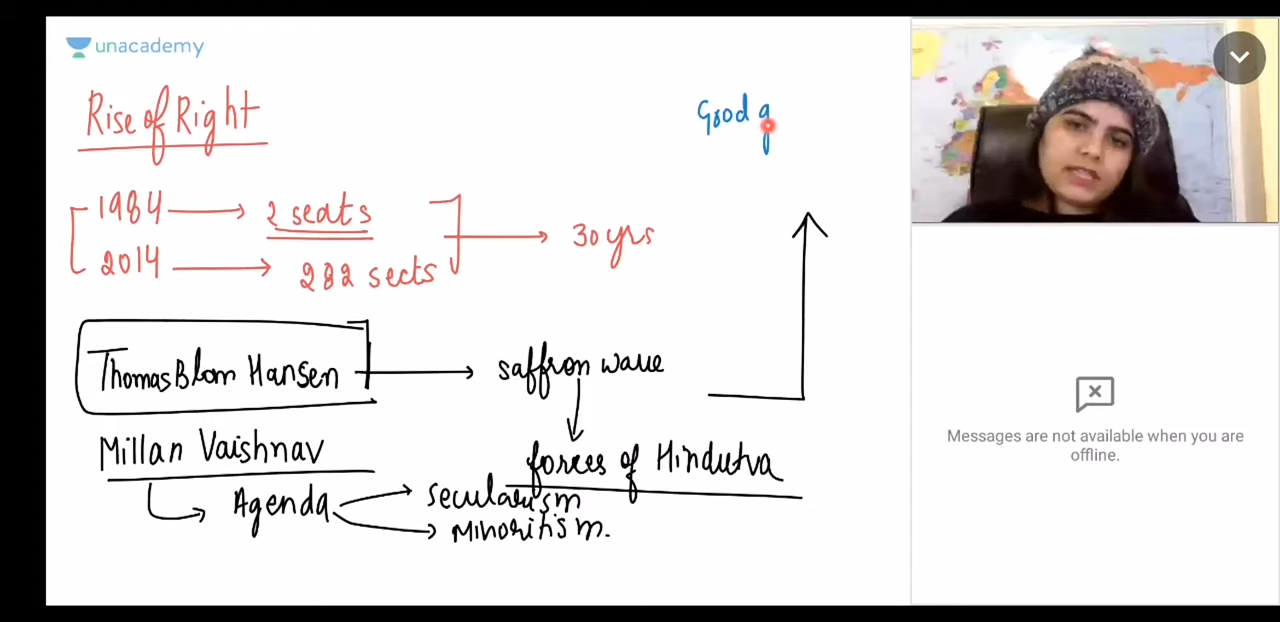 unacademy
Rise of Right
Good g
1984 → 2 seats
2014 → 282 sects
→ 30 yrs
Thomas Blom Hansen → saffron wave
Millan Vaishnav
forces of Hindutva
Agenda → secularism
→ Minoritism.
Messages are not available when you are
offline.